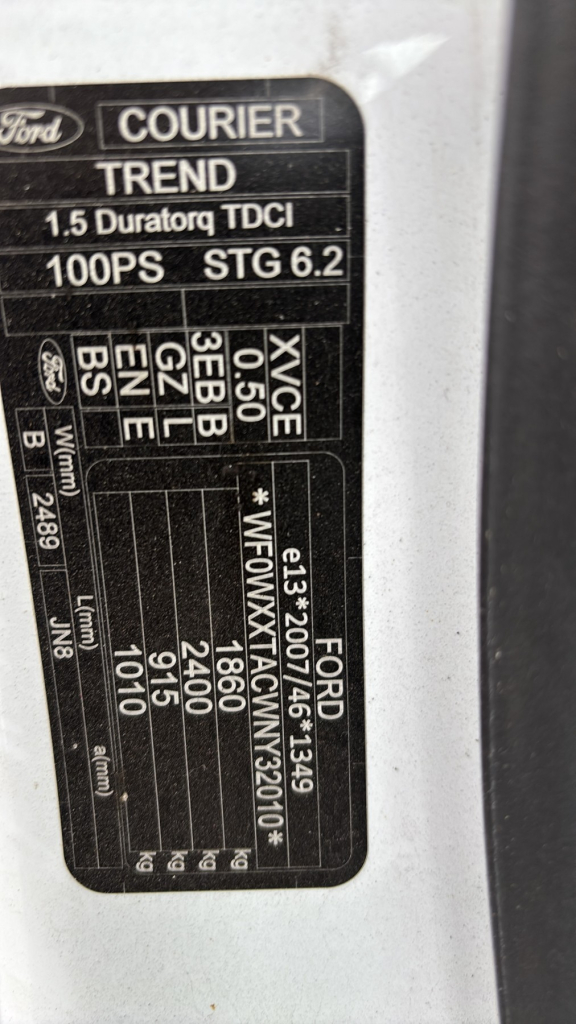 Ford
COURIER
TREND
1.5 Duratorq TDCI
100PS STG 6.2
XVCE
0.50
3EB B
GZ L
EN E
BS
Ford
FORD
e13*2007/46*1349
*WF0WXXTACWNY32010*
1860 kg
2400 kg
915 kg
1010 kg
W(mm) L(mm) a(mm)
B 2489 JN8